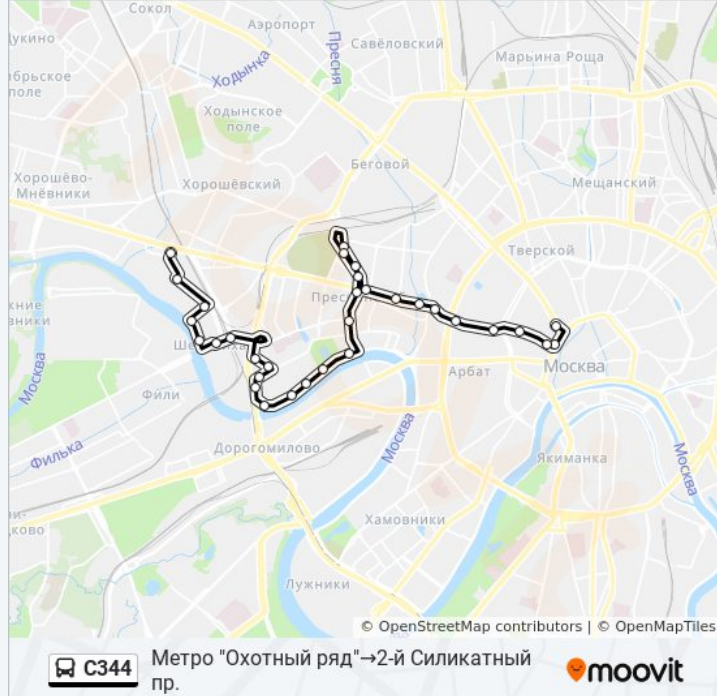 Сокол
Аэропорт
Пресня
Савёловский
Марьина Роща
Ходынка
Ходынское
поле
Беговой
Хорошёво-
Мнёвники
Хорошёвский
Мещанский
Тверской
Москва
Арбат
Москва
Фили
Филька
Дорогомилово
Москва
Якиманка
Москва
Хамовники
Лужники
© OpenStreetMap contributors | © OpenMapTiles
C344
Метро "Охотный ряд"→2-й Силикатный
пр.
moovit